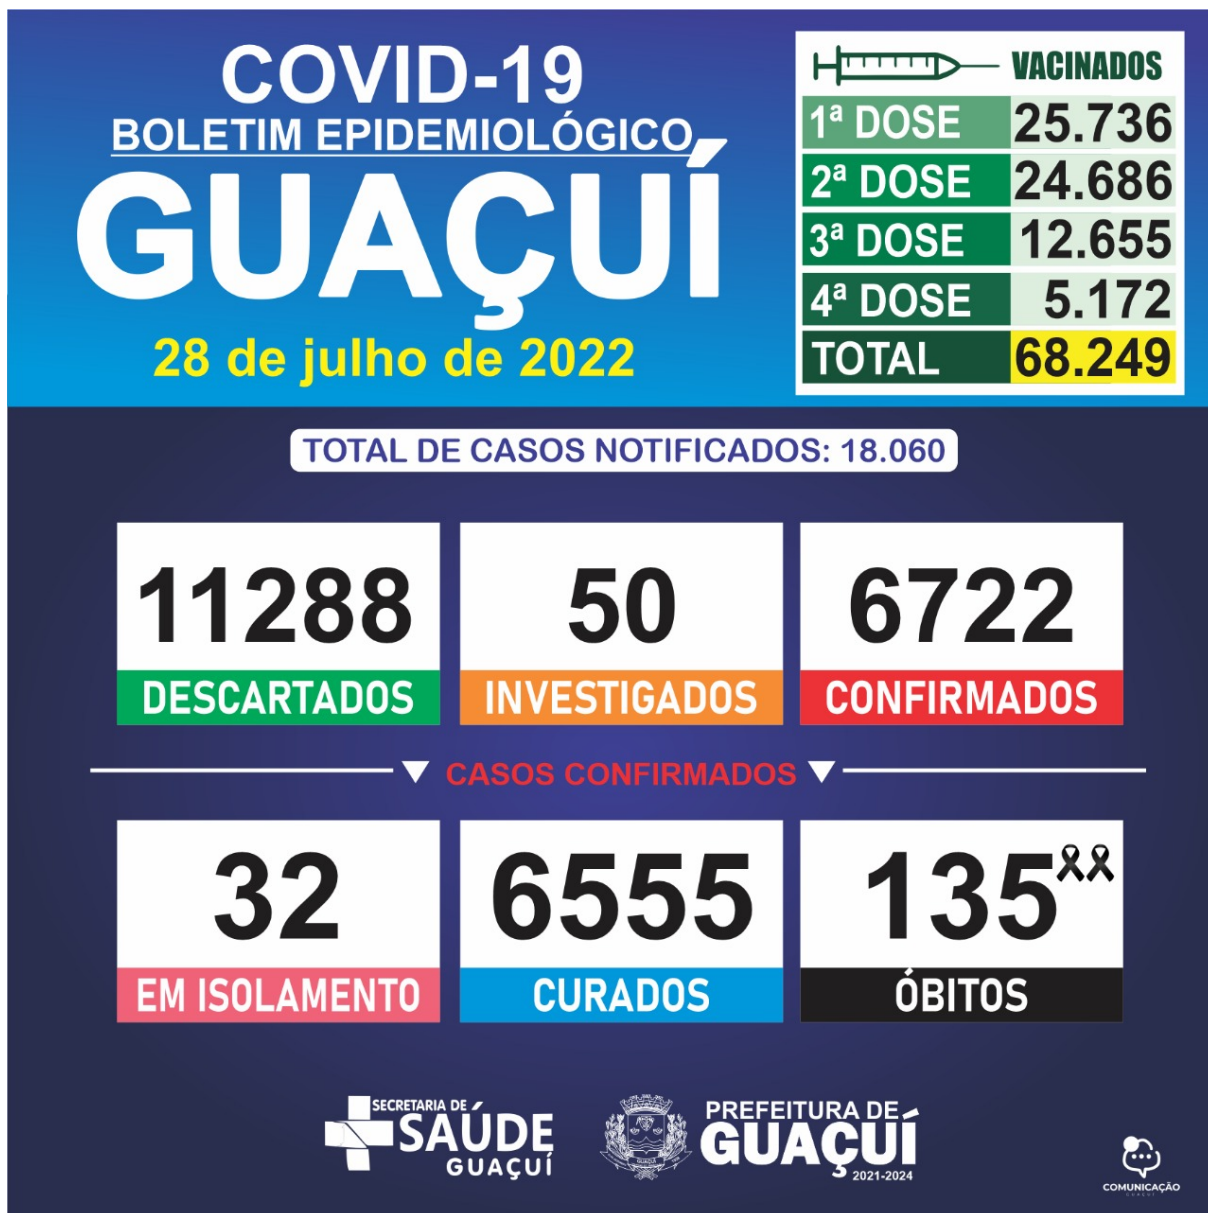 COVID-19
BOLETIM EPIDEMIOLÓGICO
GUAÇUÍ
28 de julho de 2022
VACINADOS
1ª DOSE 25.736
2ª DOSE 24.686
3ª DOSE 12.655
4ª DOSE 5.172
TOTAL 68.249
TOTAL DE CASOS NOTIFICADOS: 18.060
11288
DESCARTADOS
50
INVESTIGADOS
6722
CONFIRMADOS
CASOS CONFIRMADOS
32
EM ISOLAMENTO
6555
CURADOS
135
ÓBITOS
SECRETARIA DE
SAÚDE
GUAÇUÍ
PREFEITURA DE
GUAÇUÍ
2021-2024
COMUNICAÇÃO